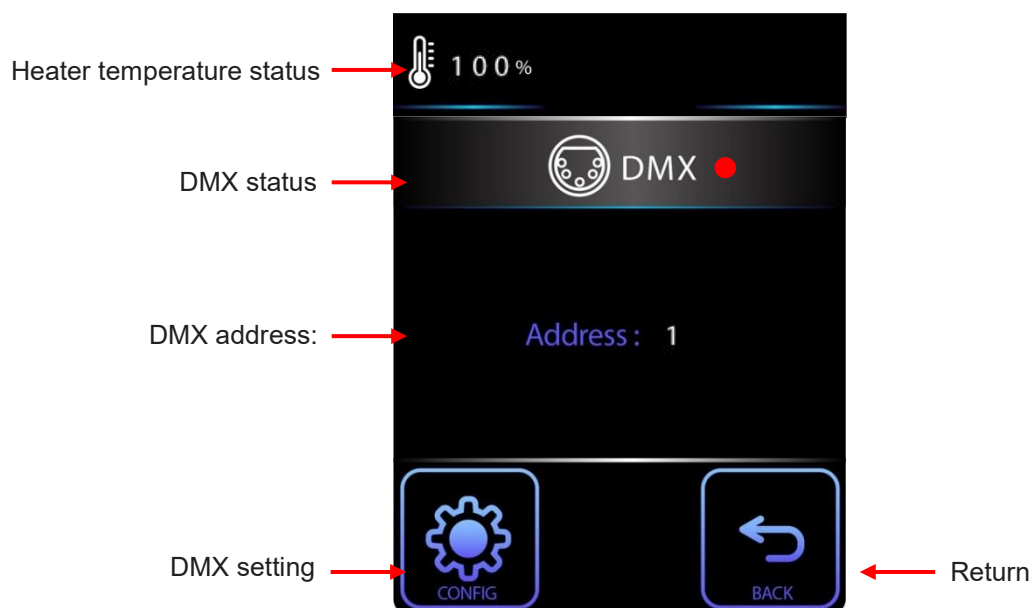 Heater temperature status
100%
DMX status
DMX
DMX address:
Address: 1
DMX setting
CONFIG
BACK
Return